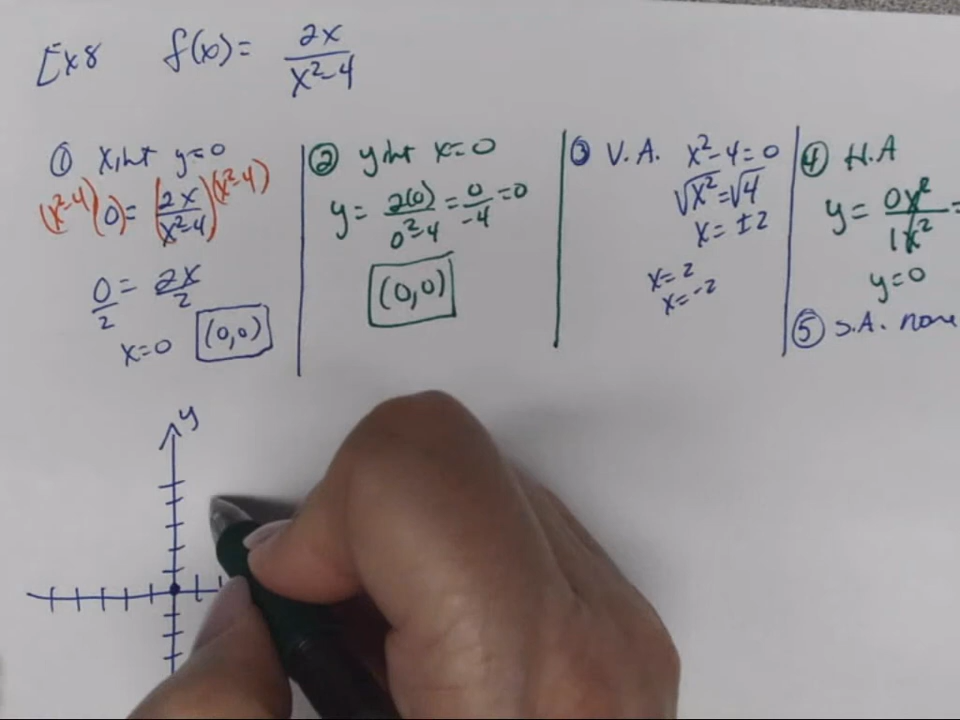 Ex8 f(x) = 2x / x²-4
① x,int y=0
(x²-4)(0) = (2x / x²-4)(x²-4)
0/2 = 2x/2
x=0 (0,0)
② y int x=0
y = 2(0) / 0²-4 = 0/-4 = 0
(0,0)
③ V.A. x²-4=0
√x² = √4
x = ±2
x=2
x=-2
④ H.A
y = 0x² / 1x² =
y=0
⑤ S.A. none
y